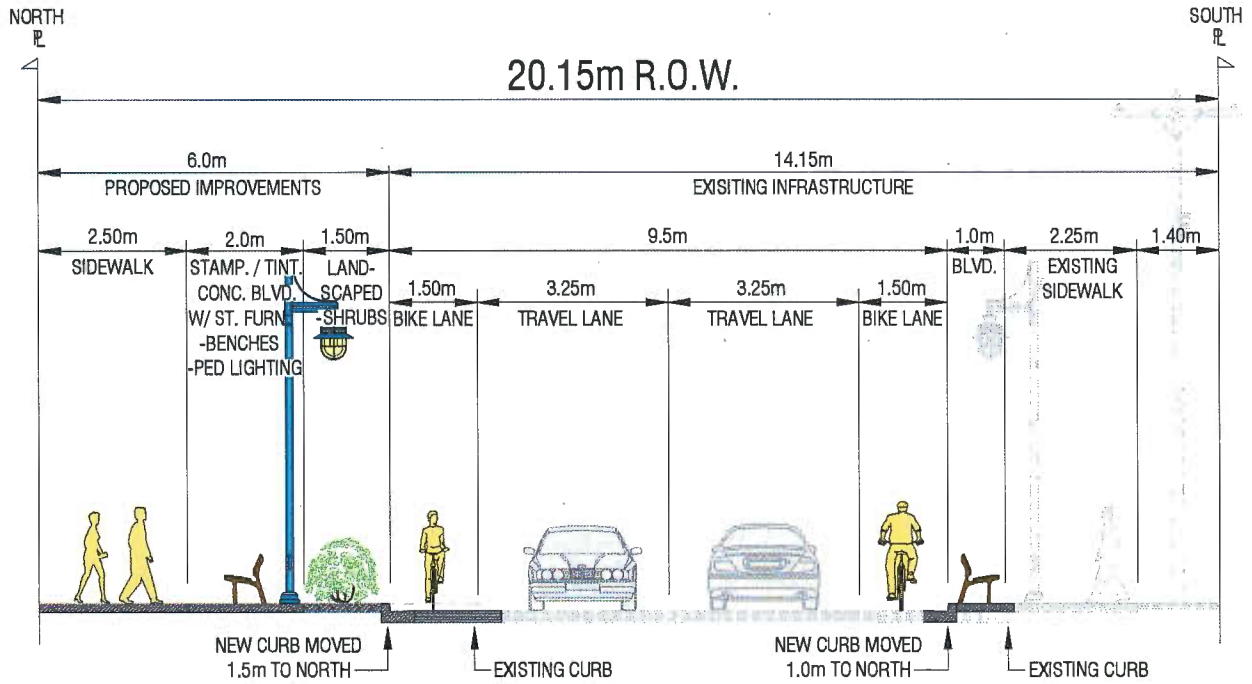 NORTH
PL
SOUTH
PL
20.15m R.O.W.
6.0m
PROPOSED IMPROVEMENTS
14.15m
EXISITING INFRASTRUCTURE
2.50m
SIDEWALK
2.0m
STAMP. / TINT.
CONC. BLVD.
W/ ST. FURN
-BENCHES
-PED LIGHTING
1.50m
LAND-
SCAPED
-SHRUBS
9.5m
1.50m
BIKE LANE
3.25m
TRAVEL LANE
3.25m
TRAVEL LANE
1.50m
BIKE LANE
1.0m
BLVD.
2.25m
EXISTING
SIDEWALK
1.40m
NEW CURB MOVED
1.5m TO NORTH
EXISTING CURB
NEW CURB MOVED
1.0m TO NORTH
EXISTING CURB